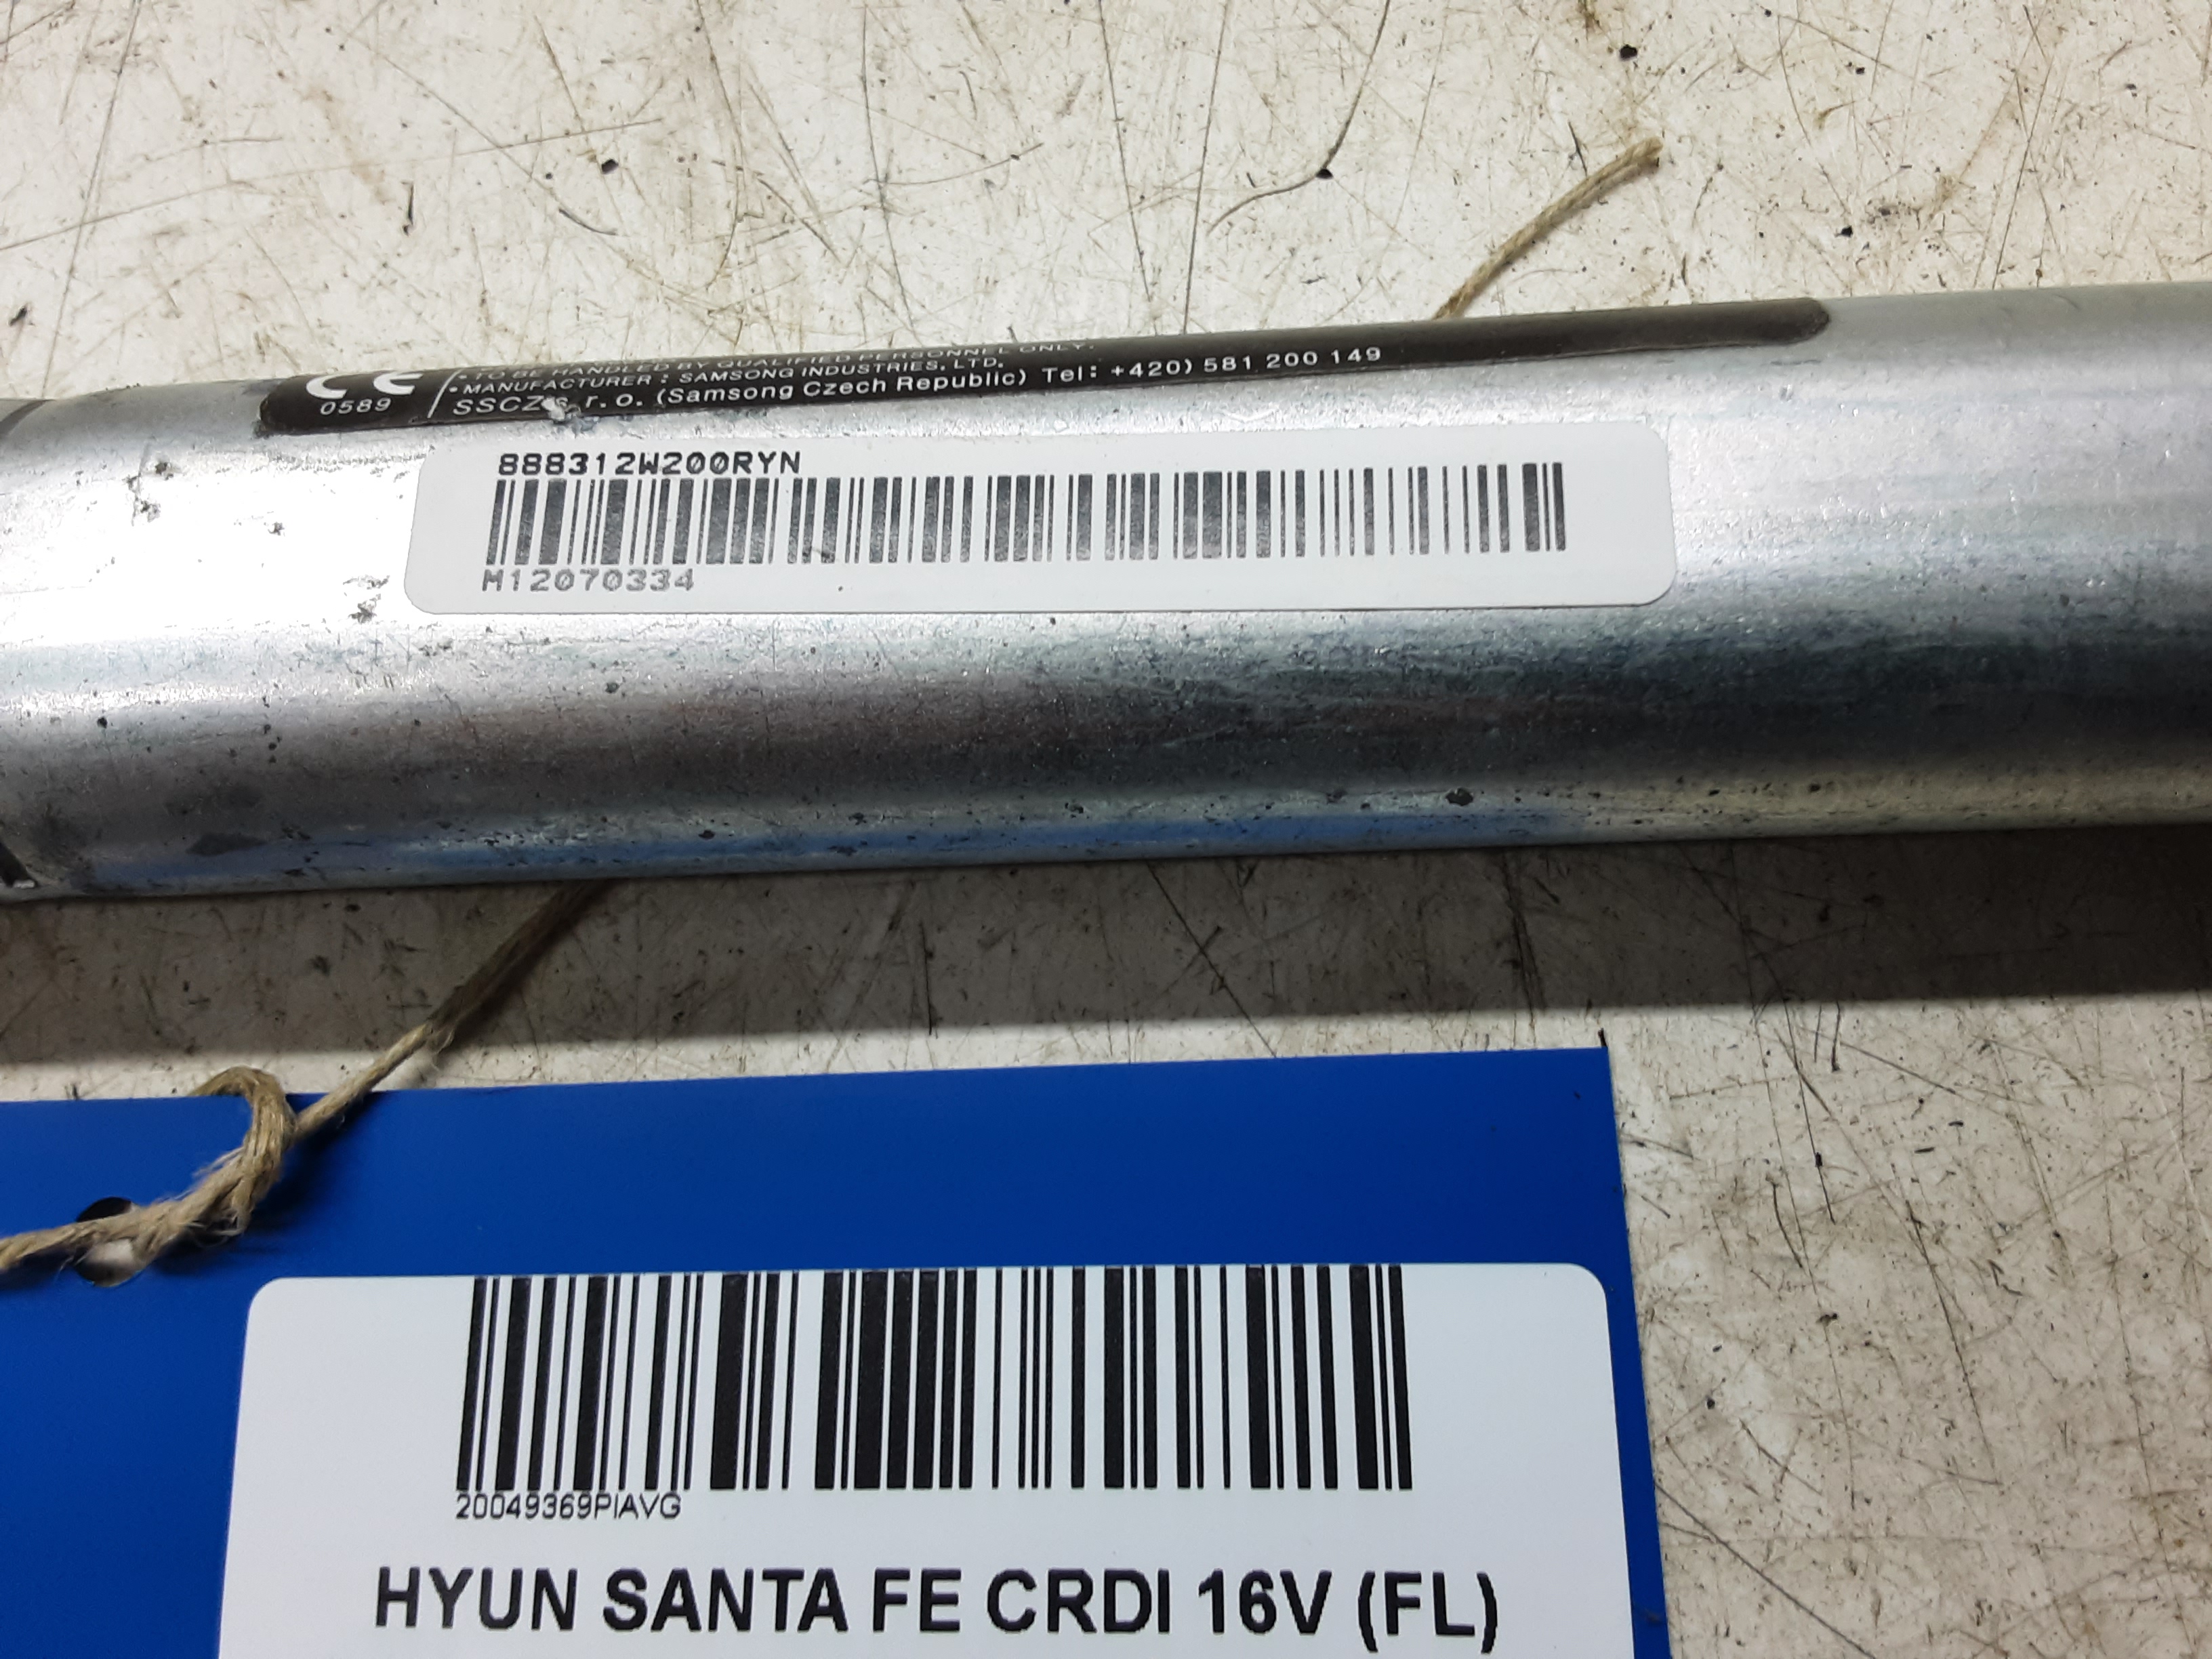 • TO BE HANDLED BY QUALIFIED PERSONNEL ONLY.
• MANUFACTURER : SAMSONG INDUSTRIES, LTD.
SSCZ s. r. o. (Samsong Czech Republic) Tel: +420) 581 200 149
CE
0589
888312W200RYN
M12070334
20049369PIAVG
HYUN SANTA FE CRDI 16V (FL)